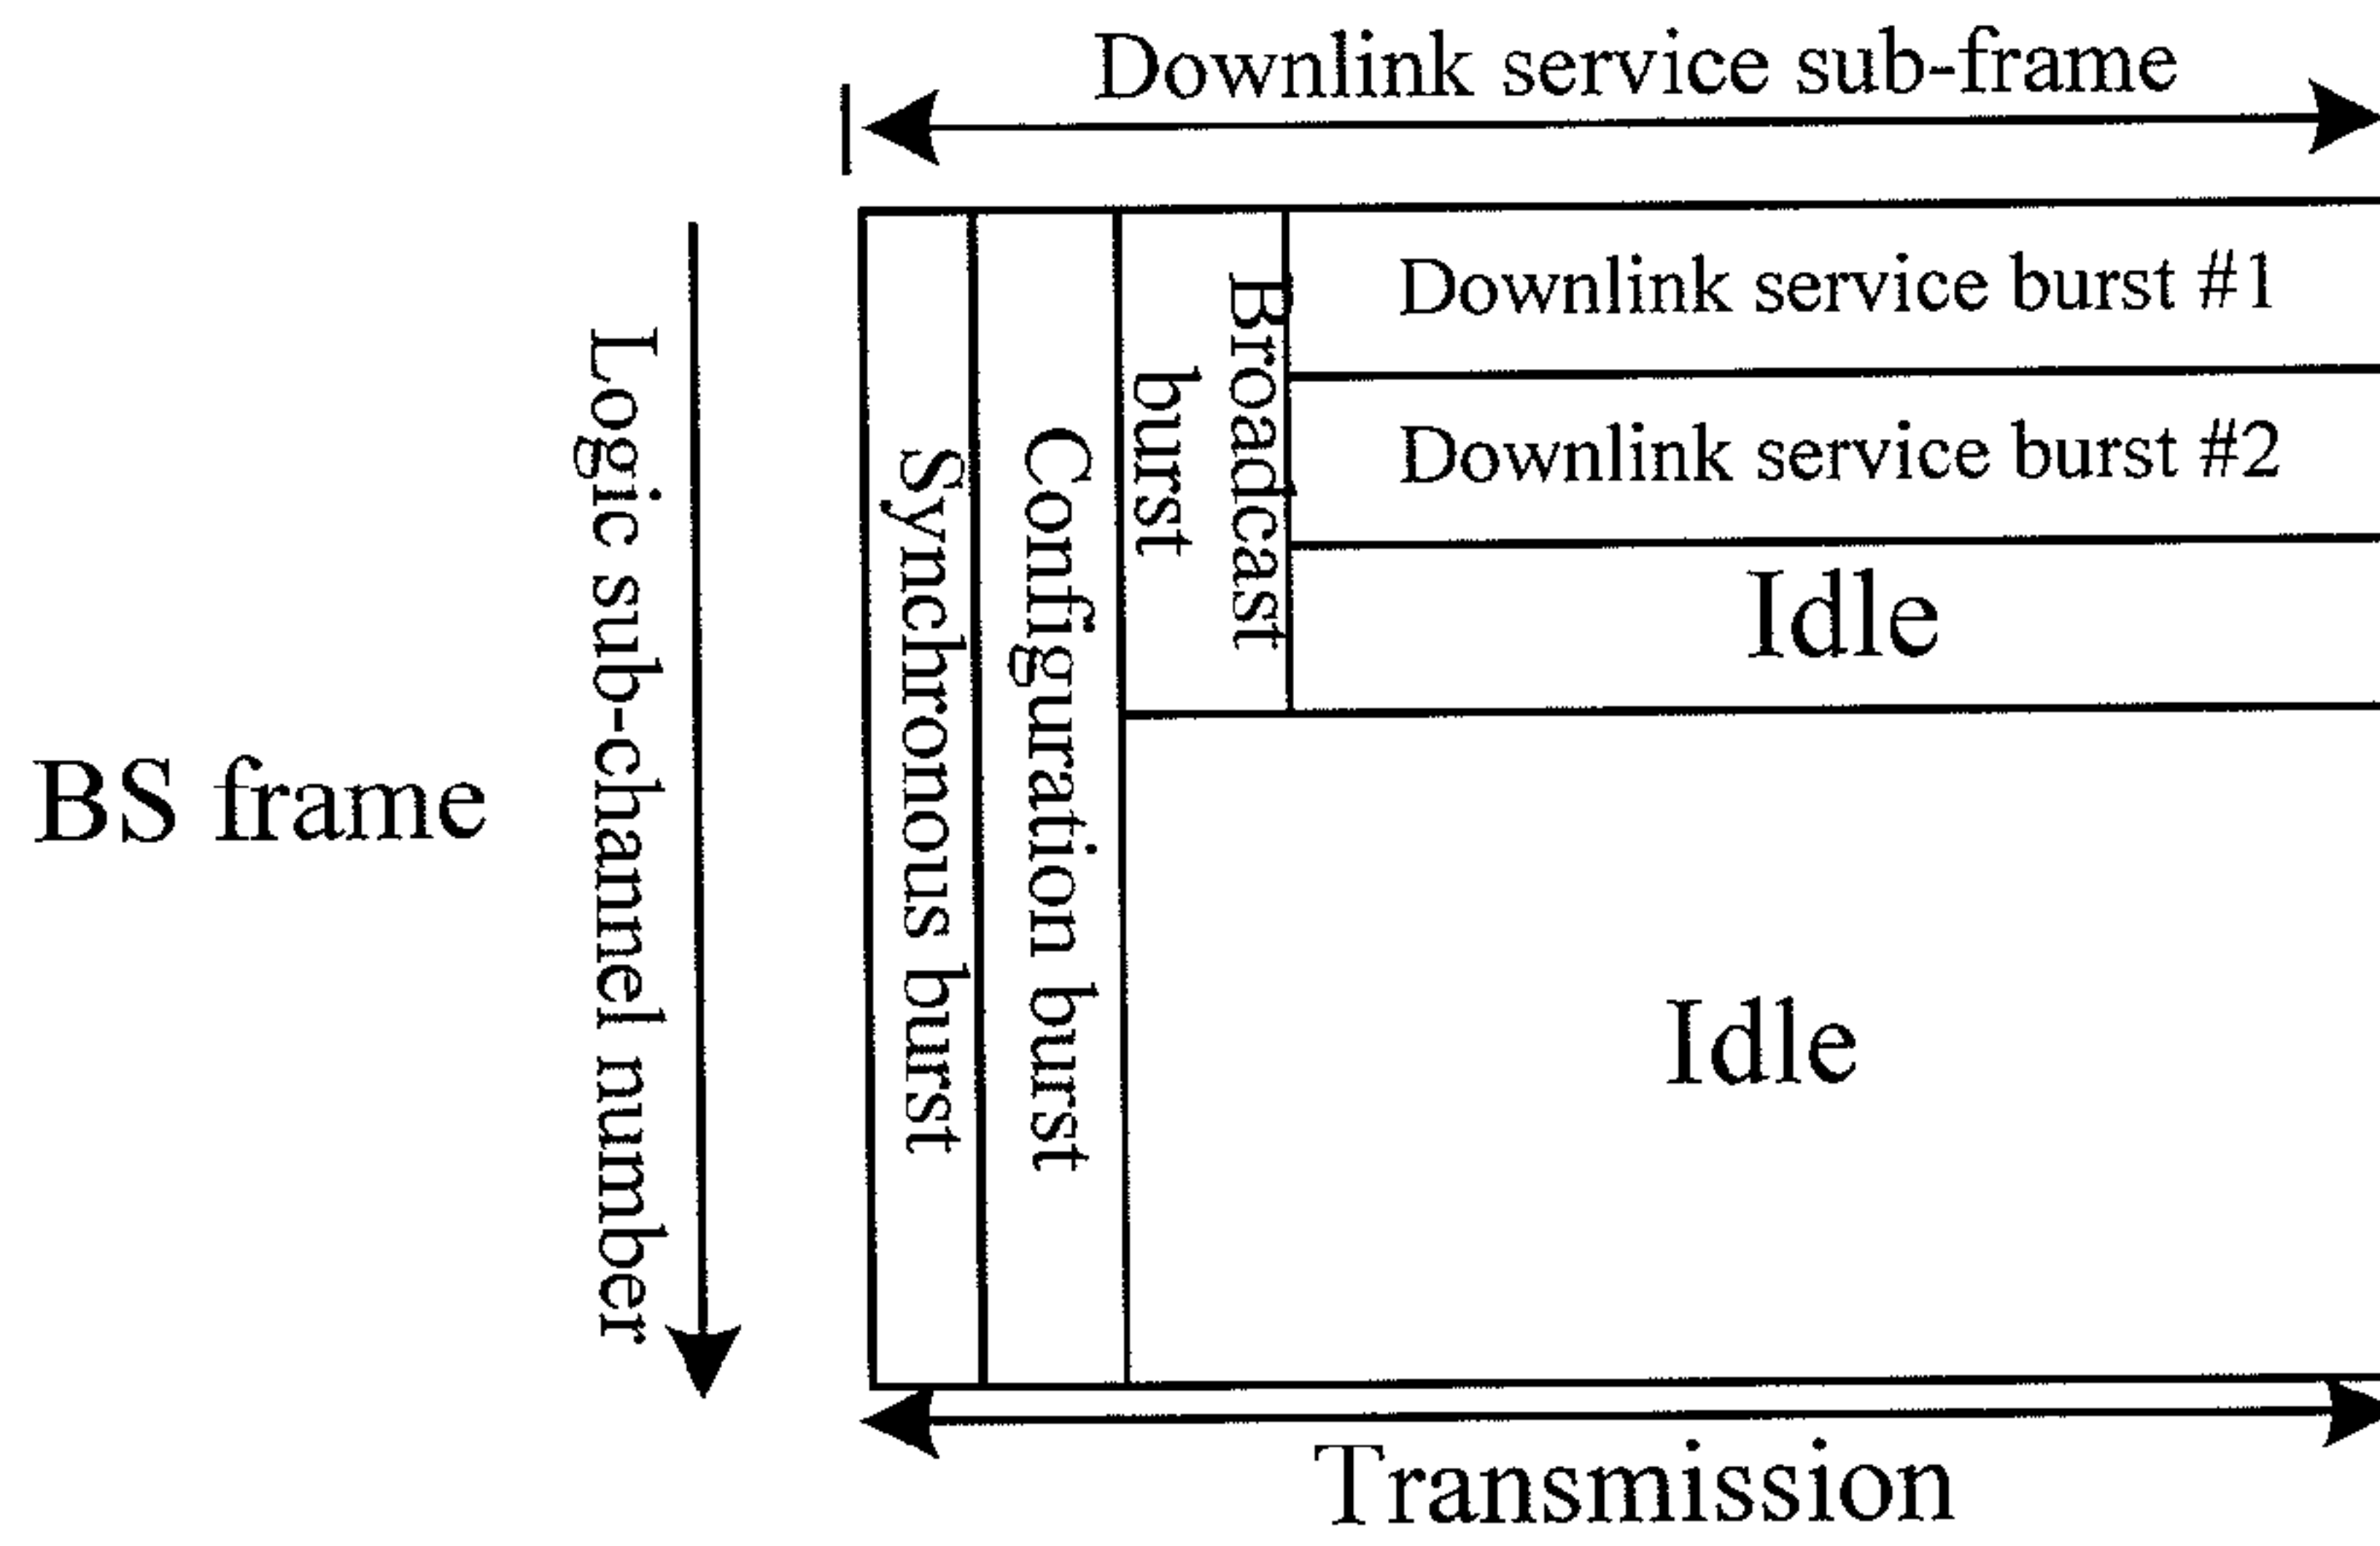 Downlink service sub-frame
BS frame
Logic sub-channel number
Synchronous burst
Configuration burst
Broadcast
burst
Downlink service burst #1
Downlink service burst #2
Idle
Idle
Transmission